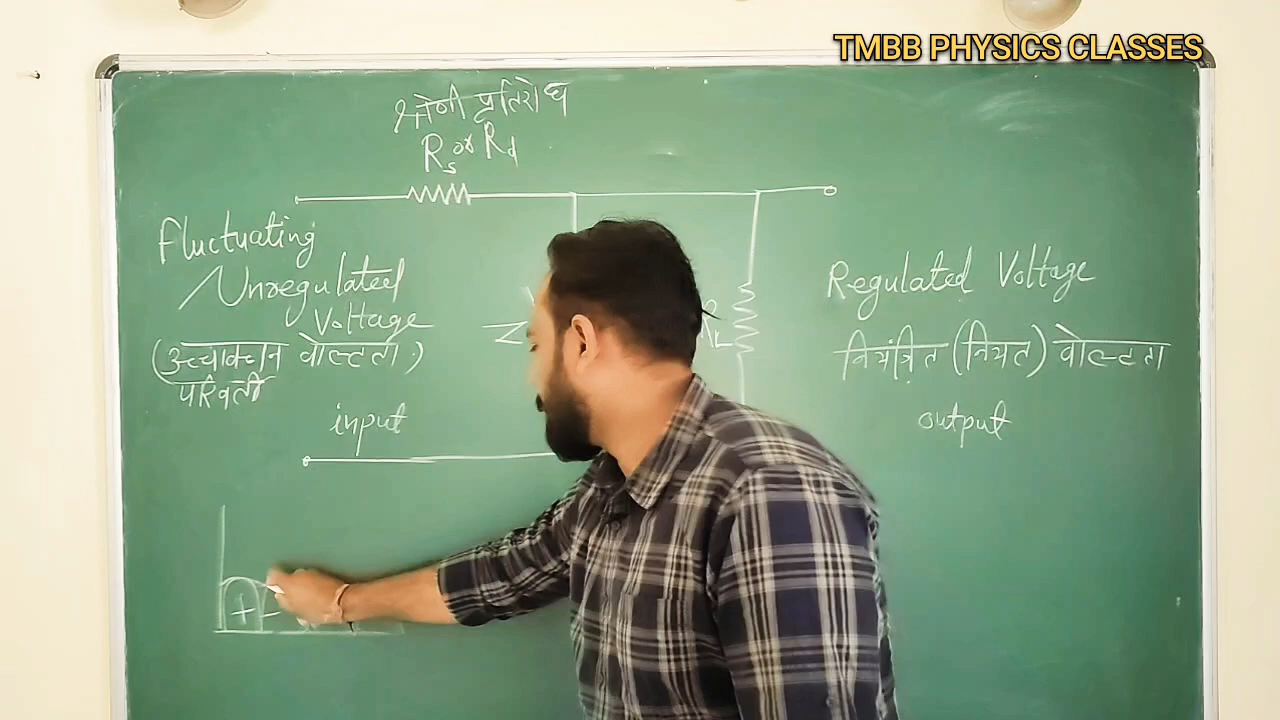 TMBB PHYSICS CLASSES
श्रेणी प्रतिरोध
Rs or Rd
Fluctuating
/Unregulated
Voltage
(उच्चावचन वोल्टता)
परिवर्ती
input
Z
RL
Regulated Voltage
नियंत्रित (नियत) वोल्टता
output
+ -